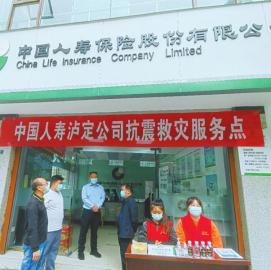 中国人寿保险股份有限公
China Life Insurance Company Limited
中国人寿泸定公司抗震救灾服务点